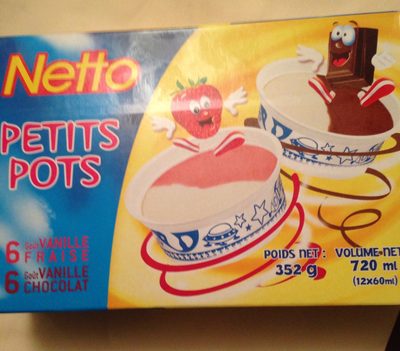 Netto
PETITS
POTS
6 Goût VANILLE
FRAISE
6 Goût VANILLE
CHOCOLAT
POIDS NET :
352 g
VOLUME NET
720 ml
(12x60ml)